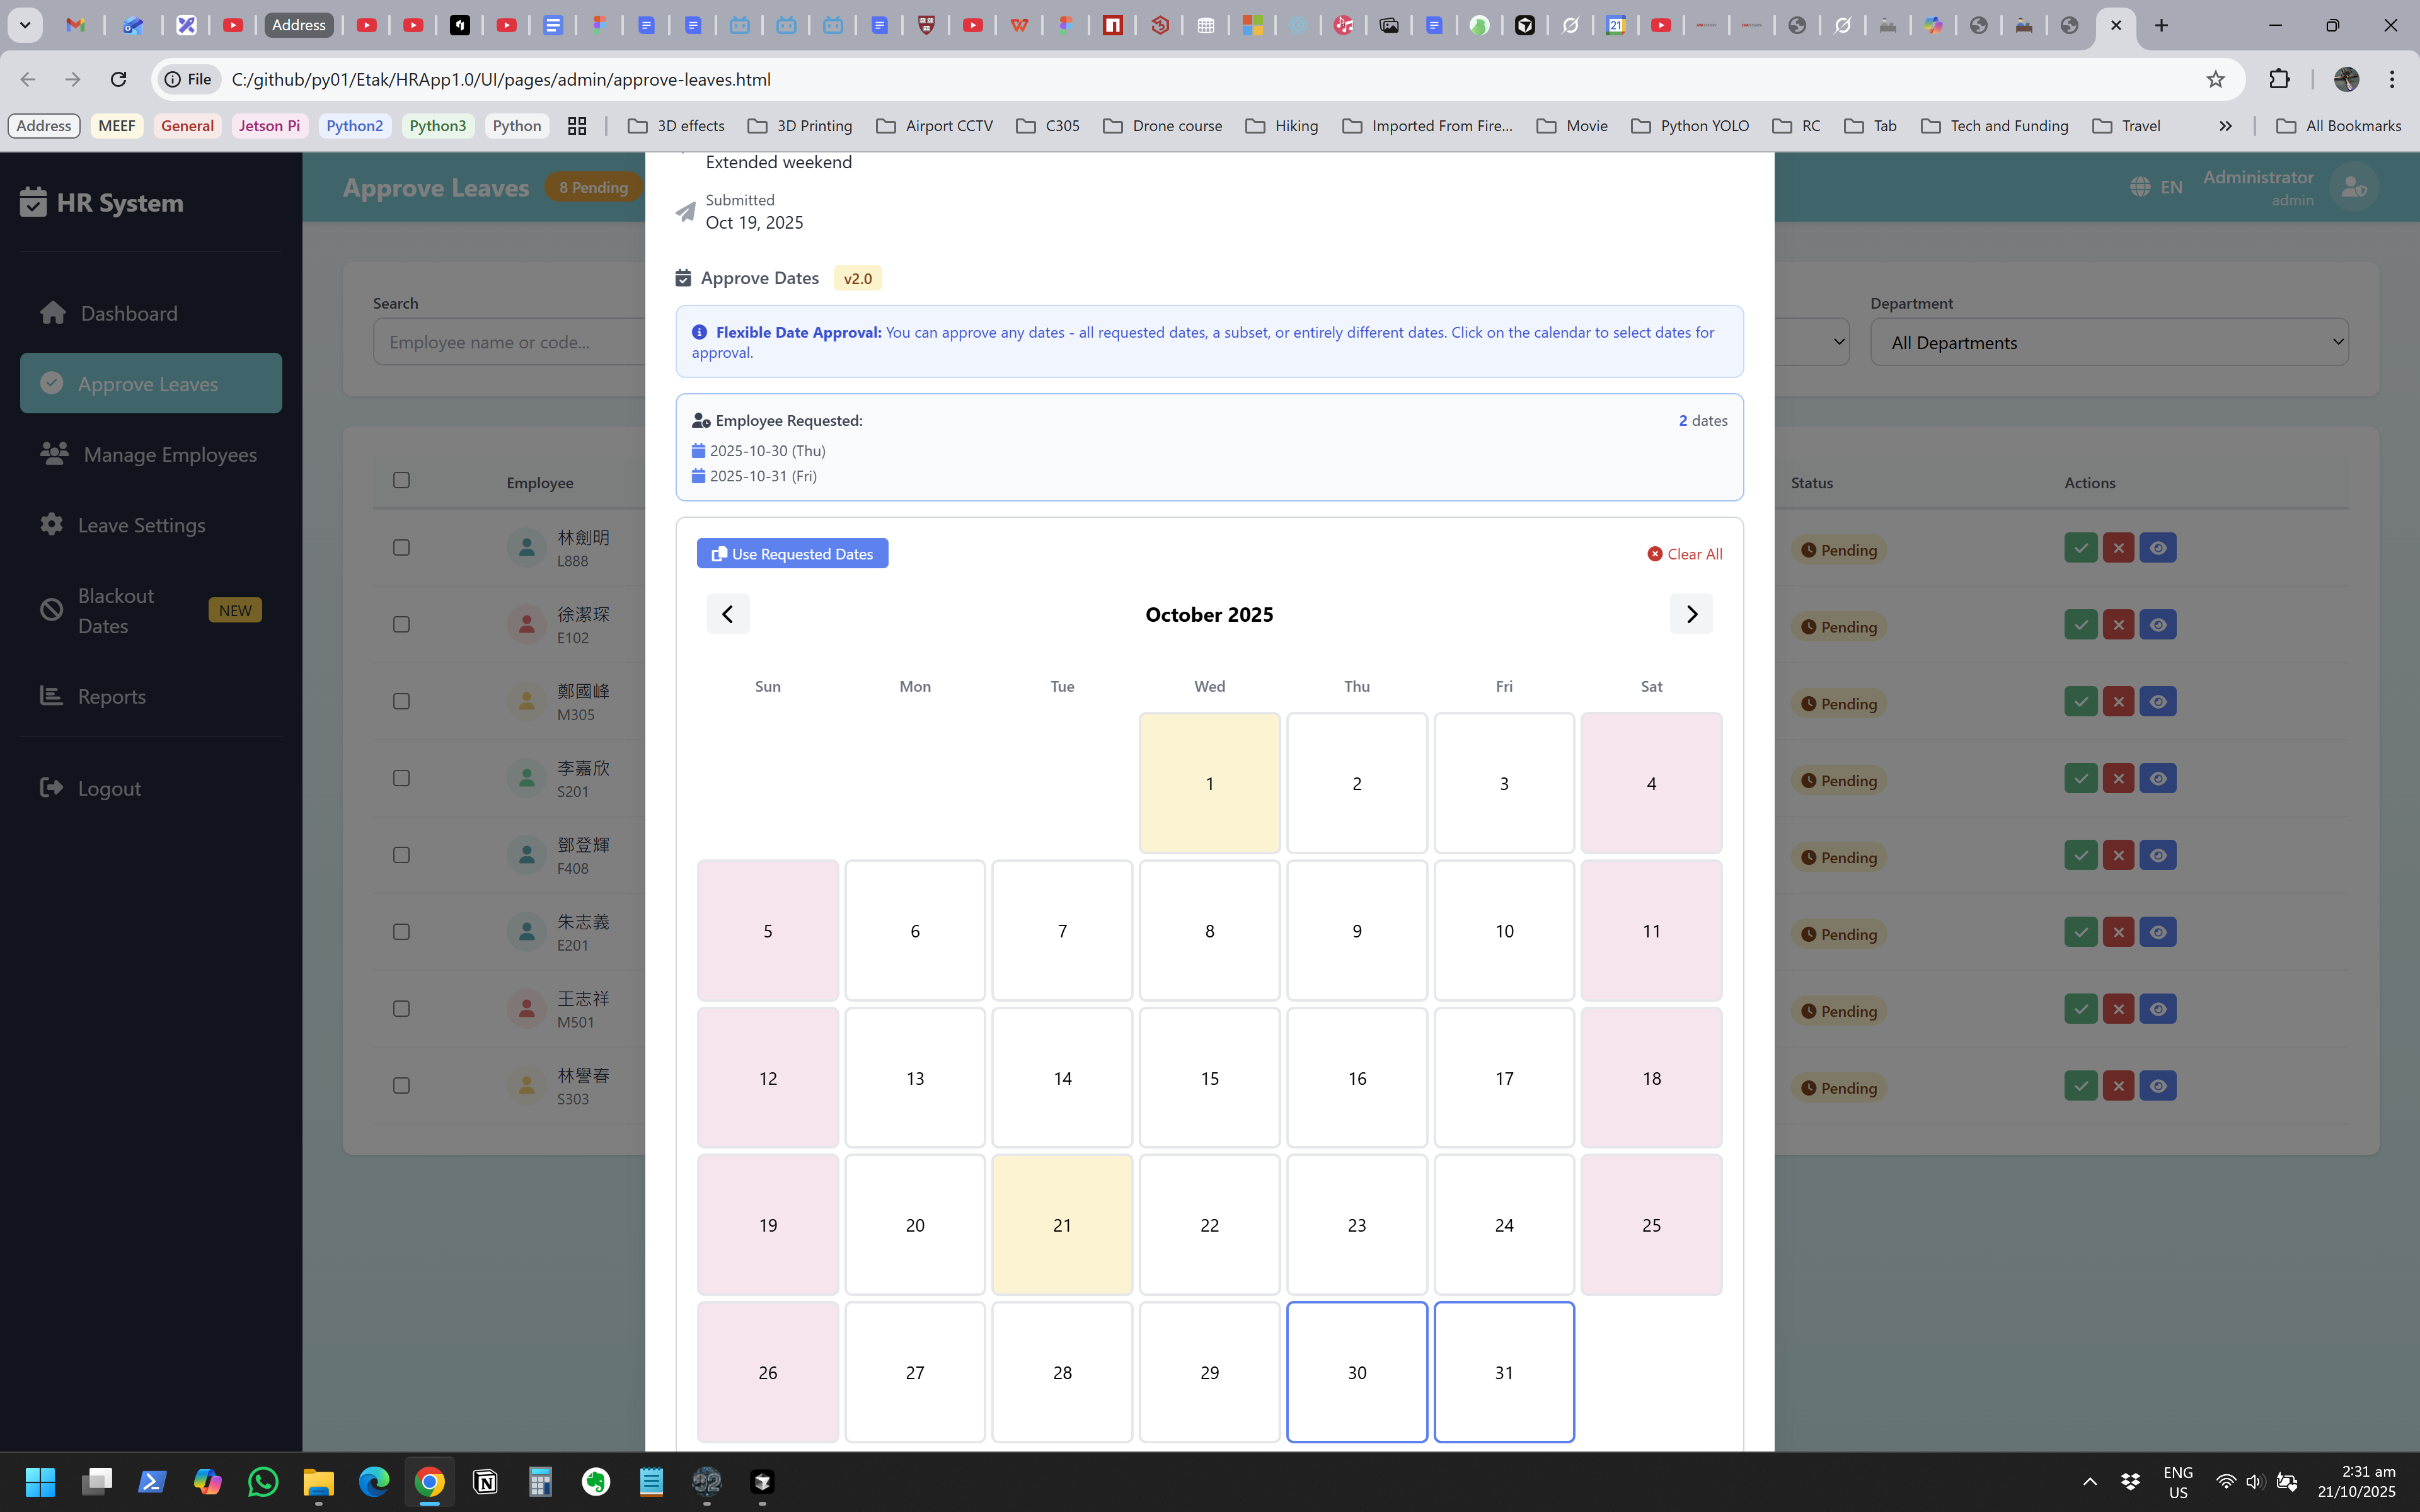 Address
21
File
C:/github/py01/Etak/HRApp1.0/UI/pages/admin/approve-leaves.html
Address
MEEF
General
Jetson Pi
Python2
Python3
Python
3D effects
3D Printing
Airport CCTV
C305
Drone course
Hiking
Imported From Fire...
Movie
Python YOLO
RC
Tab
Tech and Funding
Travel
All Bookmarks
HR System
Dashboard
Approve Leaves
Manage Employees
Leave Settings
Blackout
Dates
NEW
Reports
Logout
Approve Leaves
8 Pending
EN
Administrator
admin
Search
Employee name or code...
Department
All Departments
Employee
Status
Actions
林劍明
L888
Pending
徐潔琛
E102
Pending
鄭國峰
M305
Pending
李嘉欣
S201
Pending
鄧登輝
F408
Pending
朱志義
E201
Pending
王志祥
M501
Pending
林譽春
S303
Pending
Extended weekend
Submitted
Oct 19, 2025
Approve Dates
v2.0
Flexible Date Approval: You can approve any dates - all requested dates, a subset, or entirely different dates. Click on the calendar to select dates for
approval.
Employee Requested:
2 dates
2025-10-30 (Thu)
2025-10-31 (Fri)
Use Requested Dates
Clear All
October 2025
Sun Mon Tue Wed Thu Fri Sat
1 2 3 4
5 6 7 8 9 10 11
12 13 14 15 16 17 18
19 20 21 22 23 24 25
26 27 28 29 30 31
ENG
US
2:31 am
21/10/2025